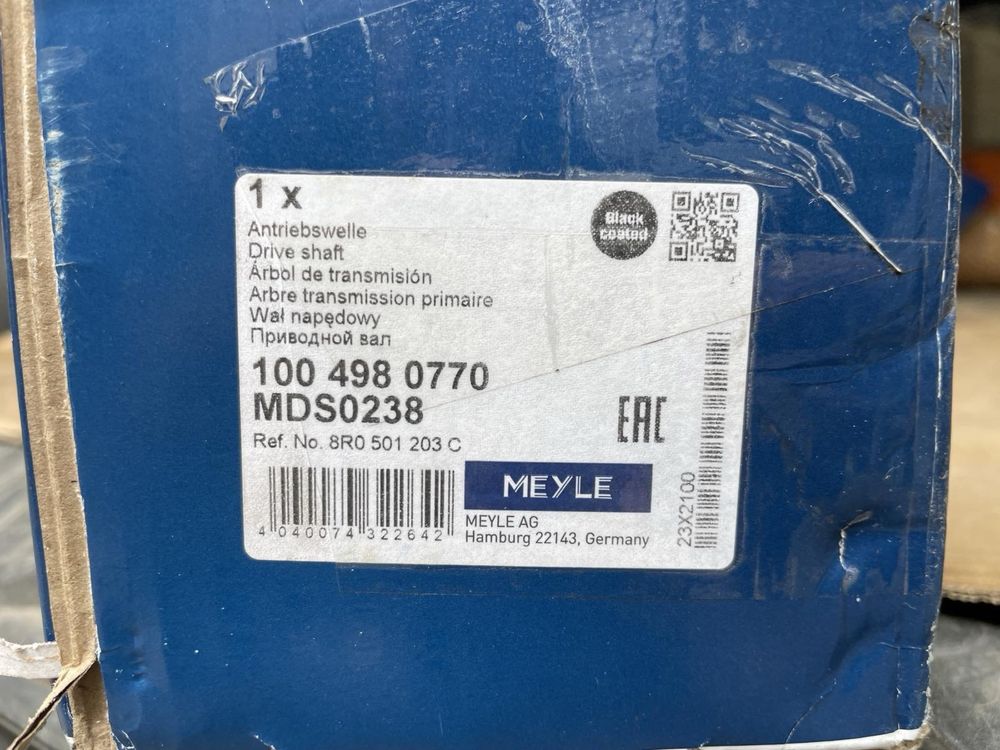 1 x
Antriebswelle
Drive shaft
Árbol de transmisión
Arbre transmission primaire
Wał napędowy
Приводной вал
100 498 0770
MDS0238
Ref. No. 8R0 501 203 C
Black
coated
EAC
4 040074 322642
MEYLE
MEYLE AG
Hamburg 22143, Germany
23X2100